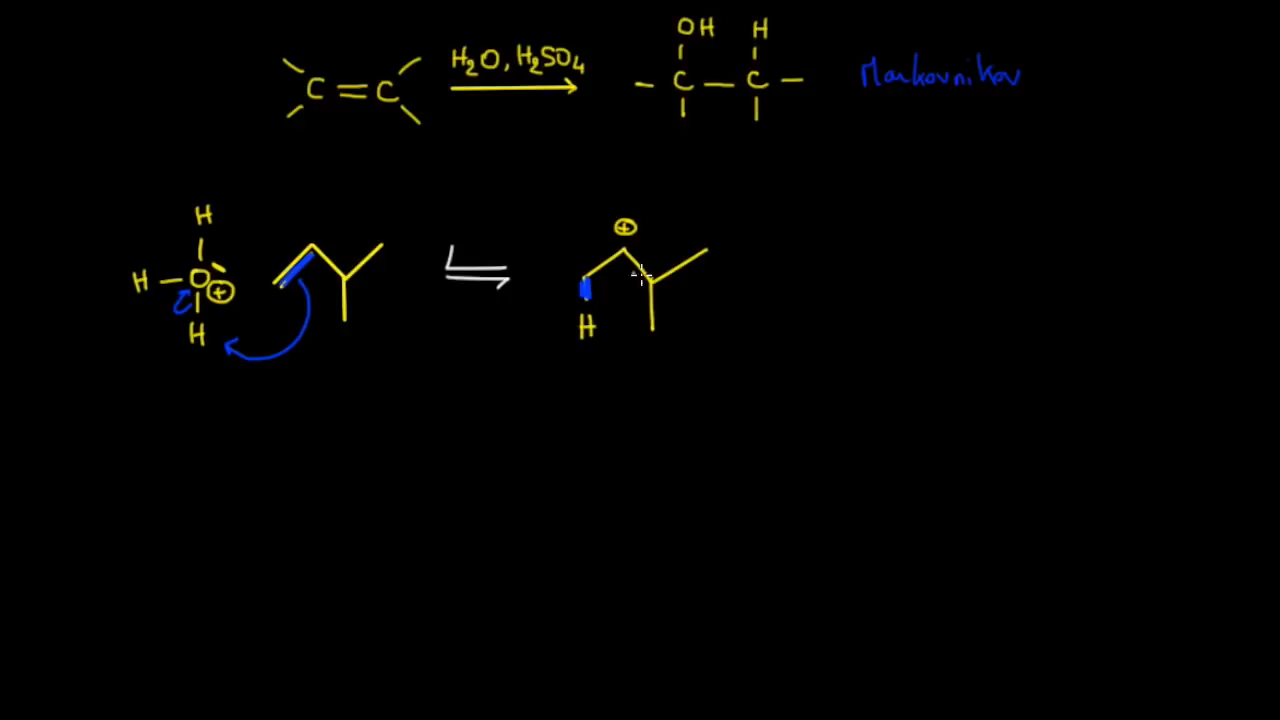 OH H
C = C H₂O, H₂SO₄ – C – C – Markovnikov
H ⊕
H – O ⊕
H H